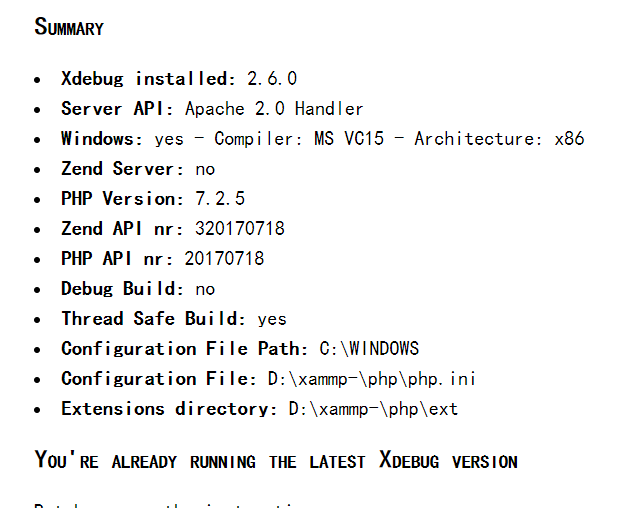 SUMMARY
Xdebug installed: 2.6.0
Server API: Apache 2.0 Handler
Windows: yes - Compiler: MS VC15 - Architecture: x86
Zend Server: no
PHP Version: 7.2.5
Zend API nr: 320170718
PHP API nr: 20170718
Debug Build: no
Thread Safe Build: yes
Configuration File Path: C:\WINDOWS
Configuration File: D:\xammp-\php\php.ini
Extensions directory: D:\xammp-\php\ext
YOU'RE ALREADY RUNNING THE LATEST XDEBUG VERSION